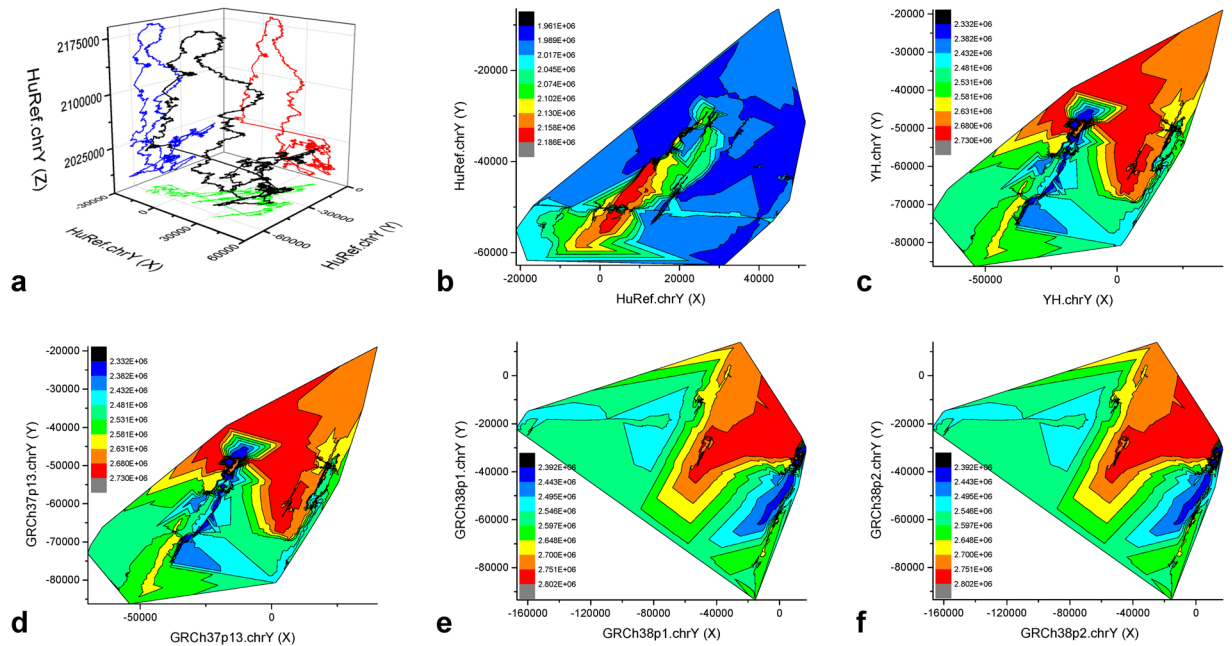 2175000
2100000
2025000
HuRef.chrY (Z)
-30000
0
30000
60000
HuRef.chrY (X)
0
-30000
-60000
HuRef.chrY (Y)
a
1.961E+06
1.989E+06
2.017E+06
2.045E+06
2.074E+06
2.102E+06
2.130E+06
2.158E+06
2.186E+06
-20000
-40000
-60000
HuRef.chrY (Y)
-20000
0
20000
40000
HuRef.chrY (X)
b
-20000
-30000
-40000
-50000
-60000
-70000
-80000
YH.chrY (Y)
2.332E+06
2.382E+06
2.432E+06
2.481E+06
2.531E+06
2.581E+06
2.631E+06
2.680E+06
2.730E+06
-50000
0
YH.chrY (X)
c
-20000
-30000
-40000
-50000
-60000
-70000
-80000
GRCh37p13.chrY (Y)
2.332E+06
2.382E+06
2.432E+06
2.481E+06
2.531E+06
2.581E+06
2.631E+06
2.680E+06
2.730E+06
-50000
0
GRCh37p13.chrY (X)
d
0
-20000
-40000
-60000
-80000
GRCh38p1.chrY (Y)
2.392E+06
2.443E+06
2.495E+06
2.546E+06
2.597E+06
2.648E+06
2.700E+06
2.751E+06
2.802E+06
-160000
-120000
-80000
-40000
0
GRCh38p1.chrY (X)
e
0
-20000
-40000
-60000
-80000
GRCh38p2.chrY (Y)
2.392E+06
2.443E+06
2.495E+06
2.546E+06
2.597E+06
2.648E+06
2.700E+06
2.751E+06
2.802E+06
-160000
-120000
-80000
-40000
0
GRCh38p2.chrY (X)
f